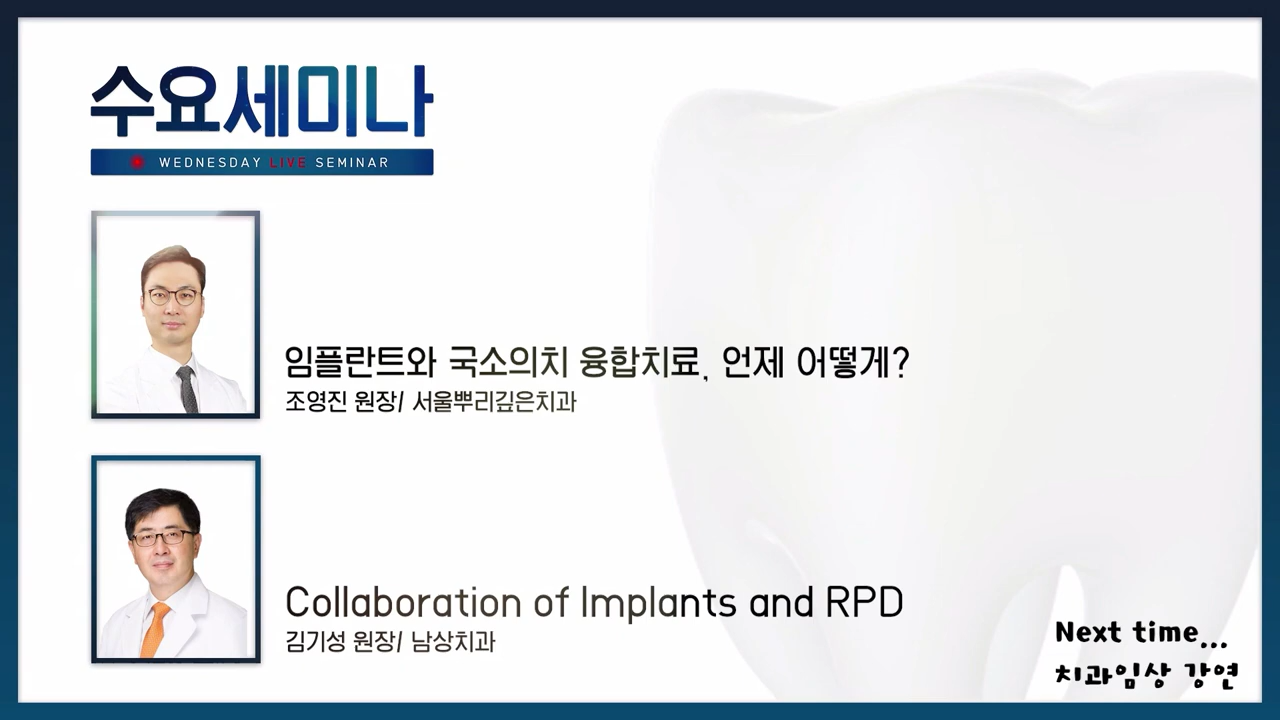 수요세미나
WEDNESDAY LIVE SEMINAR
임플란트와 국소의치 융합치료, 언제 어떻게?
조영진 원장/ 서울뿌리깊은치과
Collaboration of Implants and RPD
김기성 원장/ 남상치과
Next time...
치과임상 강연